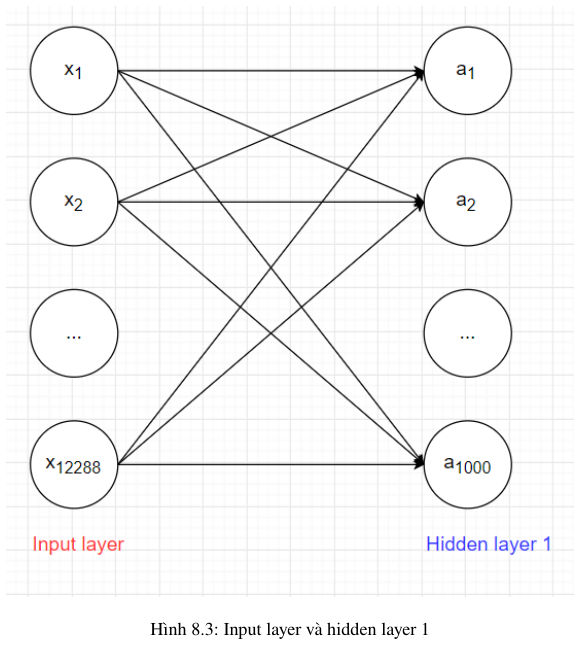 x1 a1
x2 a2
... ...
x12288 a1000
Input layer Hidden layer 1
Hình 8.3: Input layer và hidden layer 1